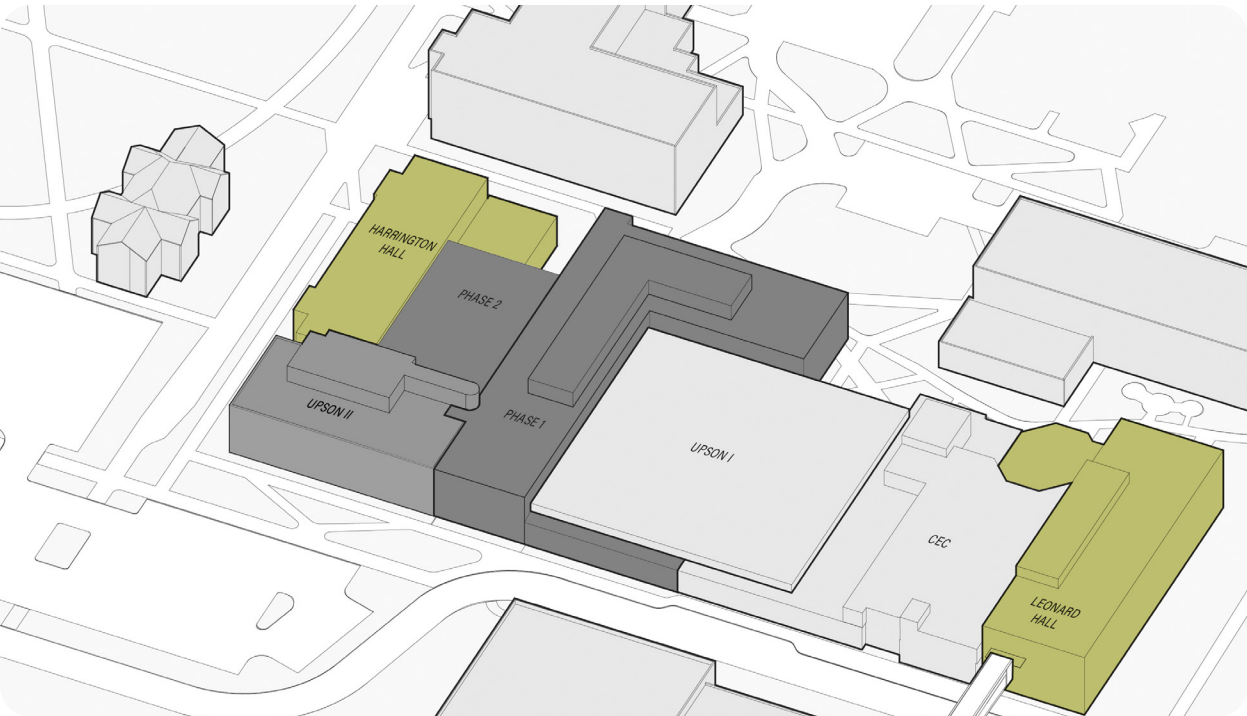 HARRINGTON
HALL
PHASE 2
UPSON II
PHASE 1
UPSON I
CEC
LEONARD
HALL